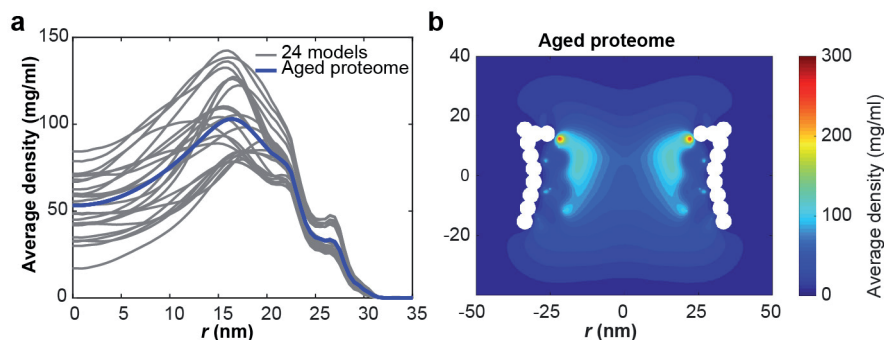 a
150
100
50
0
Average density (mg/ml)
24 models
Aged proteome
0 5 10 15 20 25 30 35
r (nm)
b
Aged proteome
40
20
0
-20
-50 -25 0 25 50
r (nm)
300
200
100
0
Average density (mg/ml)